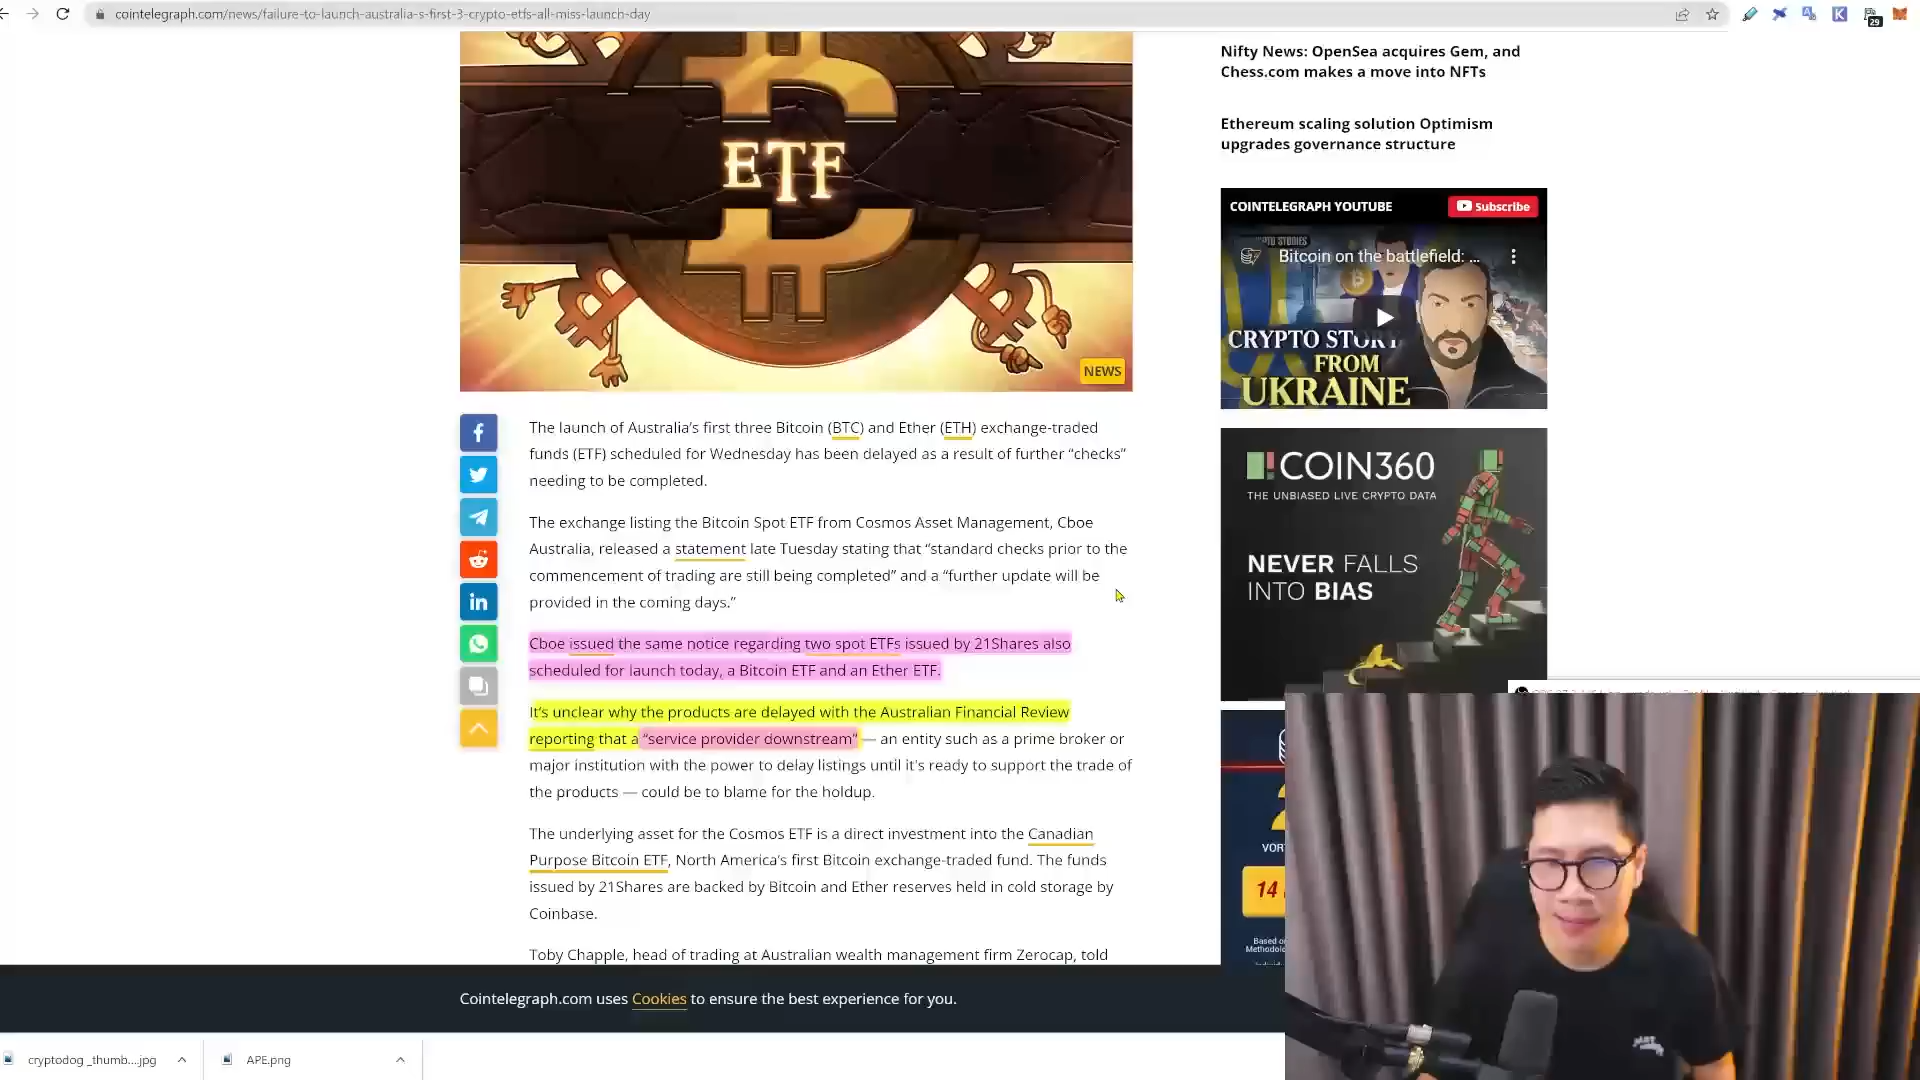 cointelegraph.com/news/failure-to-launch-australia-s-first-3-crypto-etfs-all-miss-launch-day
29
ETF
NEWS
The launch of Australia’s first three Bitcoin (BTC) and Ether (ETH) exchange-traded
funds (ETF) scheduled for Wednesday has been delayed as a result of further “checks”
needing to be completed.
The exchange listing the Bitcoin Spot ETF from Cosmos Asset Management, Cboe
Australia, released a statement late Tuesday stating that “standard checks prior to the
commencement of trading are still being completed” and a “further update will be
provided in the coming days.”
Cboe issued the same notice regarding two spot ETFs issued by 21Shares also
scheduled for launch today, a Bitcoin ETF and an Ether ETF.
It’s unclear why the products are delayed with the Australian Financial Review
reporting that a “service provider downstream” — an entity such as a prime broker or
major institution with the power to delay listings until it’s ready to support the trade of
the products — could be to blame for the holdup.
The underlying asset for the Cosmos ETF is a direct investment into the Canadian
Purpose Bitcoin ETF, North America’s first Bitcoin exchange-traded fund. The funds
issued by 21Shares are backed by Bitcoin and Ether reserves held in cold storage by
Coinbase.
Toby Chapple, head of trading at Australian wealth management firm Zerocap, told
Nifty News: OpenSea acquires Gem, and
Chess.com makes a move into NFTs
Ethereum scaling solution Optimism
upgrades governance structure
COINTELEGRAPH YOUTUBE
Subscribe
Bitcoin on the battlefield: ...
CRYPTO STORY
FROM
UKRAINE
COIN360
THE UNBIASED LIVE CRYPTO DATA
NEVER FALLS
INTO BIAS
14
Cointelegraph.com uses Cookies to ensure the best experience for you.
cryptodog_thumb....jpg
APE.png